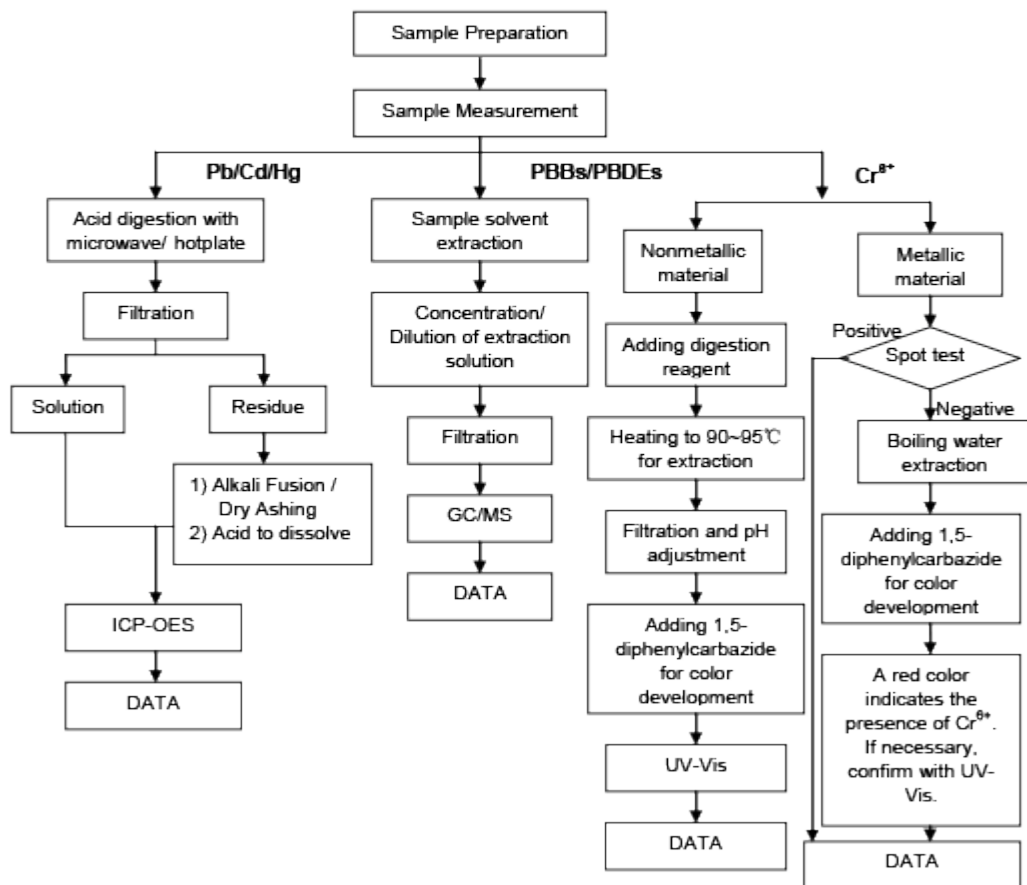 Sample Preparation
Sample Measurement
Pb/Cd/Hg
PBBs/PBDEs
Cr⁶⁺
Acid digestion with
microwave/ hotplate
Filtration
Solution
Residue
1) Alkali Fusion /
Dry Ashing
2) Acid to dissolve
ICP-OES
DATA
Sample solvent
extraction
Concentration/
Dilution of extraction
solution
Filtration
GC/MS
DATA
Nonmetallic
material
Adding digestion
reagent
Heating to 90~95℃
for extraction
Filtration and pH
adjustment
Adding 1,5-
diphenylcarbazide
for color
development
UV-Vis
DATA
Metallic
material
Positive
Spot test
Negative
Boiling water
extraction
Adding 1,5-
diphenylcarbazide
for color
development
A red color
indicates the
presence of Cr⁶⁺.
If necessary,
confirm with UV-
Vis.
DATA